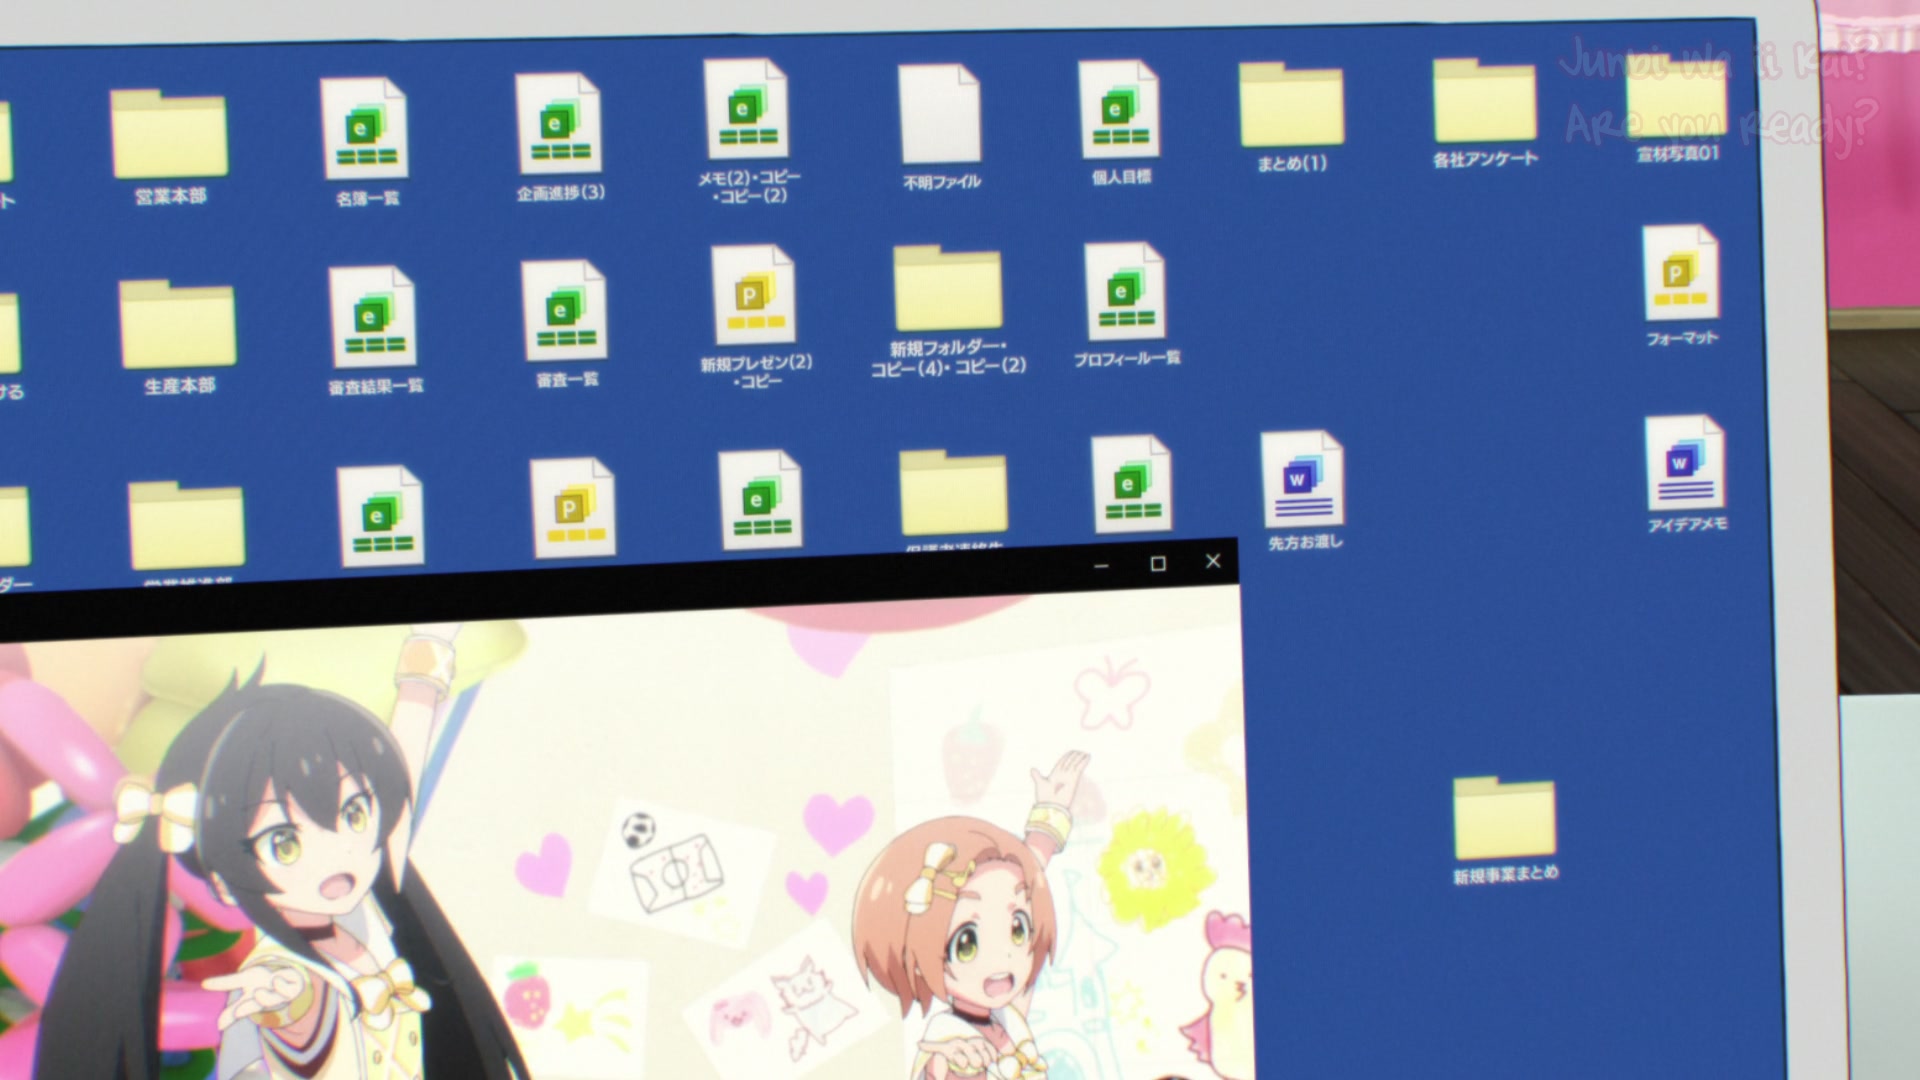 Junbi wa ii kai?
Are you ready?
営業本部
名簿一覧
企画進捗(3)
メモ(2)・コピー
・コピー(2)
不明ファイル
個人目標
まとめ(1)
各社アンケート
宣材写真01
ト
生産本部
審査結果一覧
審査一覧
新規プレゼン(2)
・コピー
新規フォルダー・
コピー(4)・コピー(2)
プロフィール一覧
フォーマット
ける
先方お渡し
アイデアメモ
ダー
新規事業まとめ